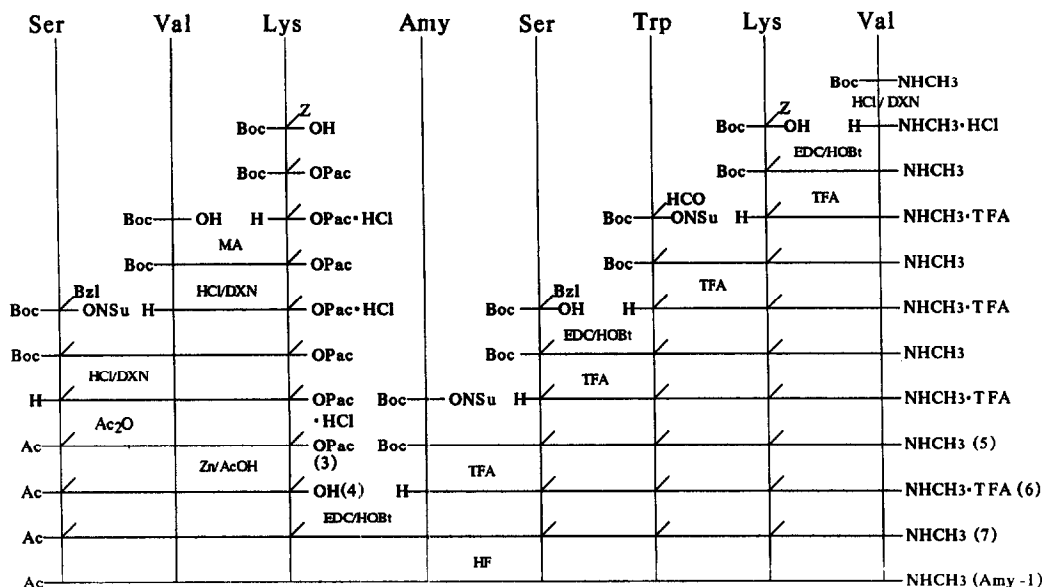 Ser Val Lys Amy Ser Trp Lys Val
Boc NHCH3
Z Z HCl/DXN
Boc OH Boc OH H NHCH3·HCl
EDC/HOBt
Boc OPac Boc NHCH3
HCO TFA
Boc OH H OPac·HCl Boc ONSu H NHCH3·TFA
MA
Boc OPac Boc NHCH3
Bzl HCl/DXN Bzl TFA
Boc ONSu H OPac·HCl Boc OH H NHCH3·TFA
EDC/HOBt
Boc OPac Boc NHCH3
HCl/DXN TFA
H OPac Boc ONSu H NHCH3·TFA
Ac2O ·HCl
Ac OPac Boc NHCH3 (5)
Zn/AcOH (3) TFA
Ac OH(4) H NHCH3·TFA (6)
EDC/HOBt
Ac NHCH3 (7)
HF
Ac NHCH3 (Amy-1)